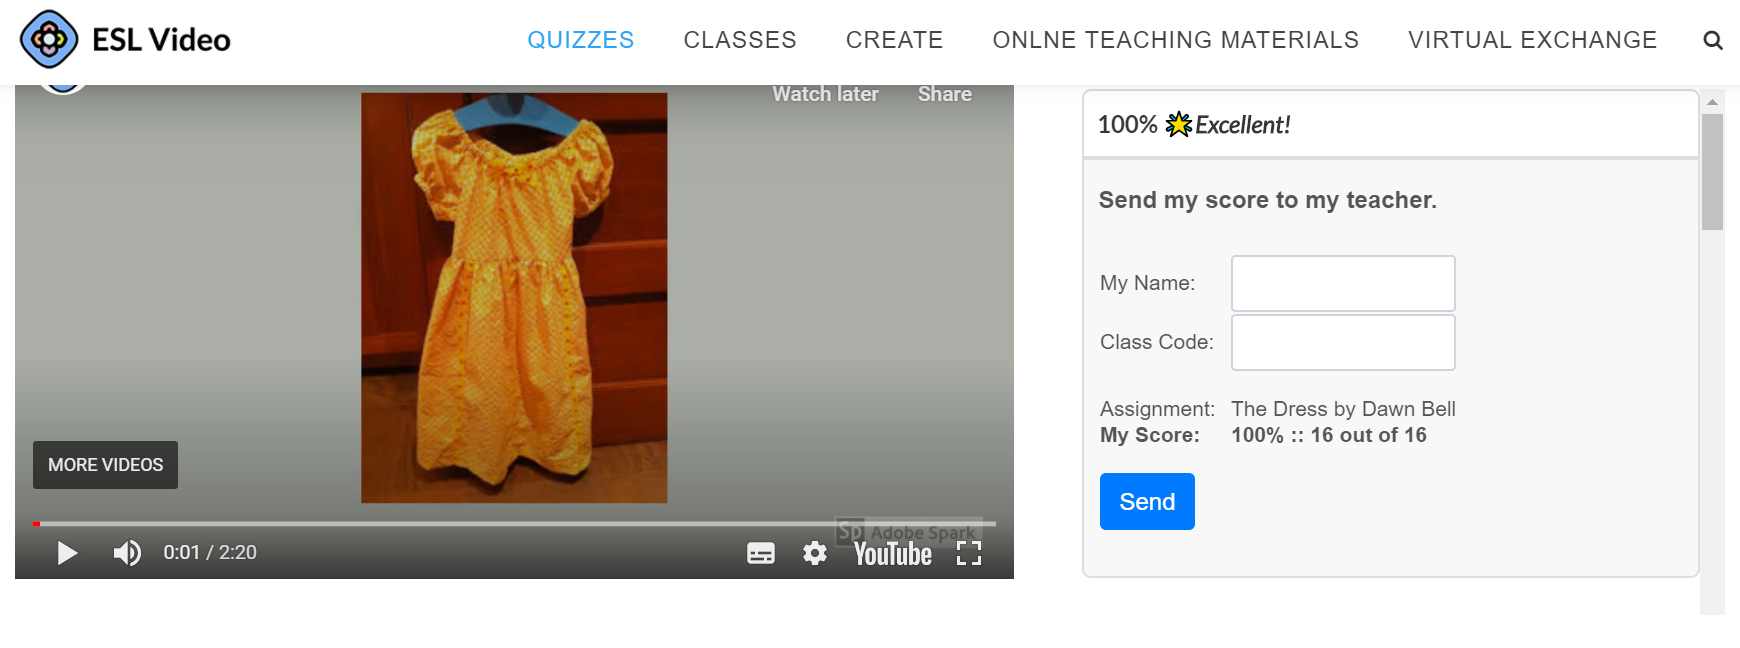 ESL Video
QUIZZES
CLASSES
CREATE
ONLNE TEACHING MATERIALS
VIRTUAL EXCHANGE
Watch later
Share
MORE VIDEOS
Sp Adobe Spark
0:01 / 2:20
YouTube
100% Excellent!
Send my score to my teacher.
My Name:
Class Code:
Assignment: The Dress by Dawn Bell
My Score: 100% :: 16 out of 16
Send